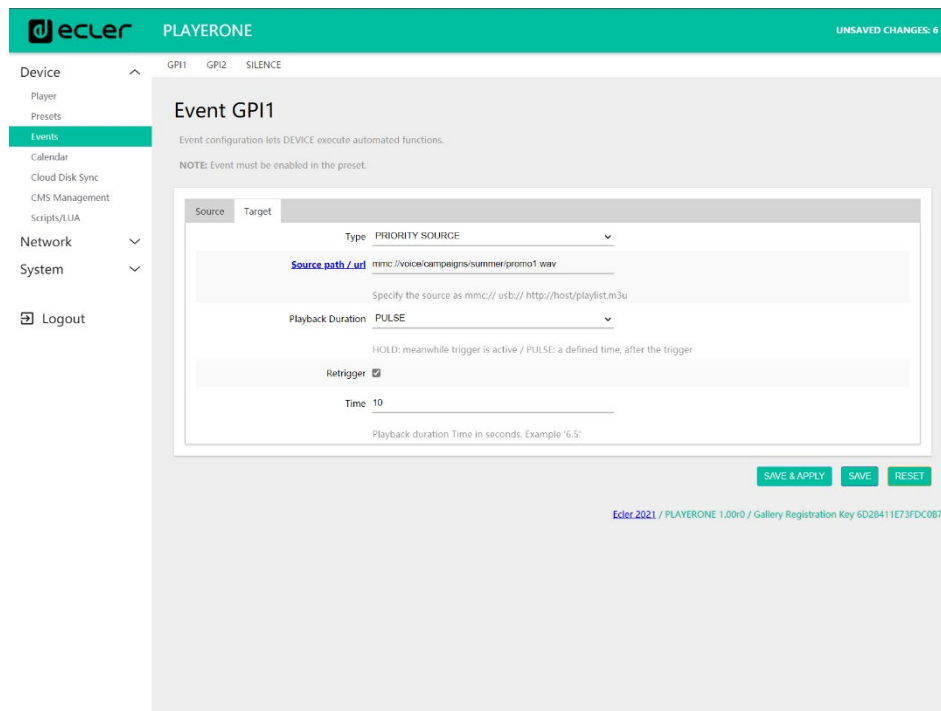 ecler
PLAYERONE
UNSAVED CHANGES: 6
Device
Player
Presets
Events
Calendar
Cloud Disk Sync
CMS Management
Scripts/LUA
Network
System
Logout
GPI1 GPI2 SILENCE
Event GPI1
Event configuration lets DEVICE execute automated functions.
NOTE: Event must be enabled in the preset.
Source Target
Type PRIORITY SOURCE
Source path / url mmc://voice/campaigns/summer/promo1.wav
Specify the source as mmc:// usb:// http://host/playlist.m3u
Playback Duration PULSE
HOLD: meanwhile trigger is active / PULSE: a defined time, after the trigger
Retrigger
Time 10
Playback duration Time in seconds. Example '6.5'
SAVE & APPLY SAVE RESET
Ecler 2021 / PLAYERONE 1.00r0 / Gallery Registration Key 6D28411E73FDC0B7